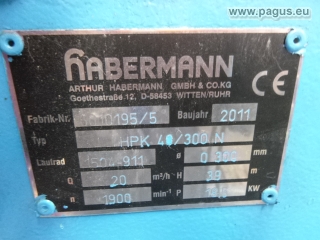 www.pagus.eu
HABERMANN
ARTHUR HABERMANN GMBH & CO.KG
Goethestraße 12, D-58453 WITTEN/RUHR
CE
Fabrik-Nr. Baujahr 2011
Typ HPK 40/300 N
Laufrad ø mm
Q 20 m³/h H 39 m
n 1900 min⁻¹ P KW